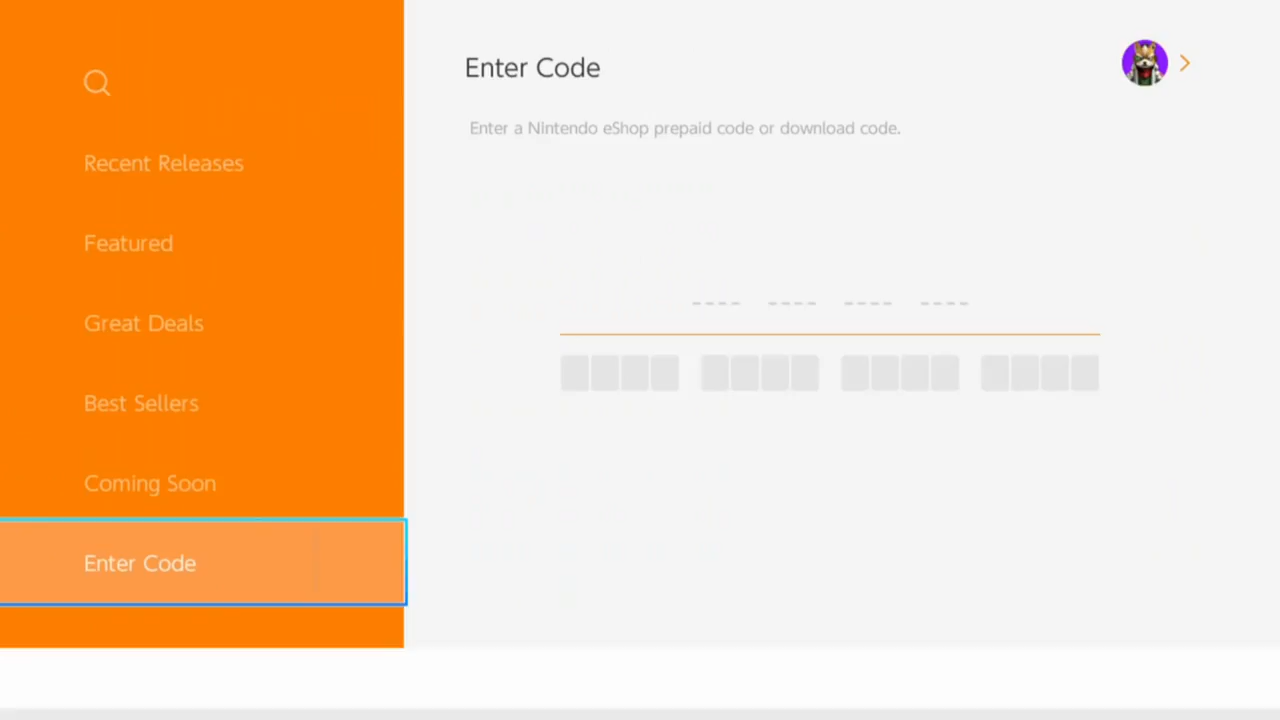 Recent Releases
Featured
Great Deals
Best Sellers
Coming Soon
Enter Code
Enter Code
Enter a Nintendo eShop prepaid code or download code.
---- ---- ---- ----